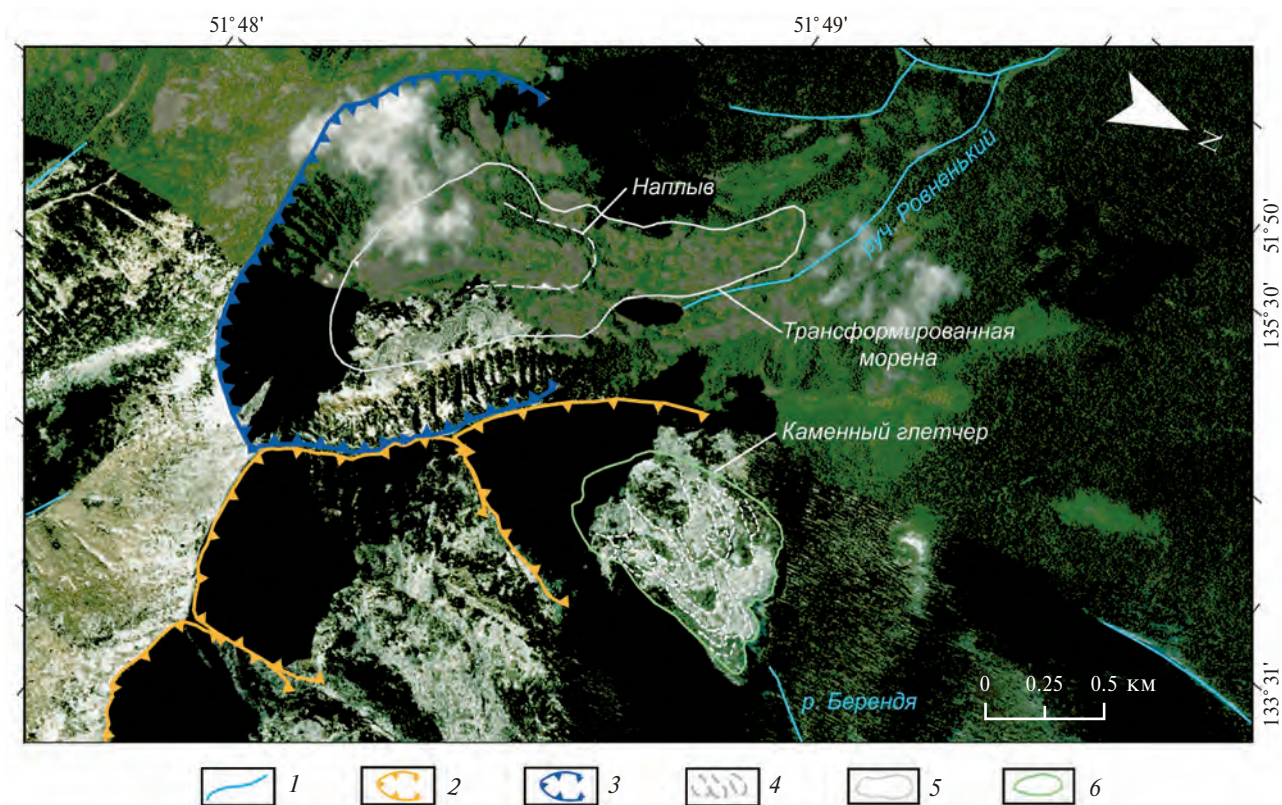 51°48'
51°49'
N
Наплыв
руч. Ровненький
51°50'
135°30'
Трансформированная
морена
Каменный глетчер
р. Берендя
0 0.25 0.5 км
133°31'
1 2 3 4 5 6